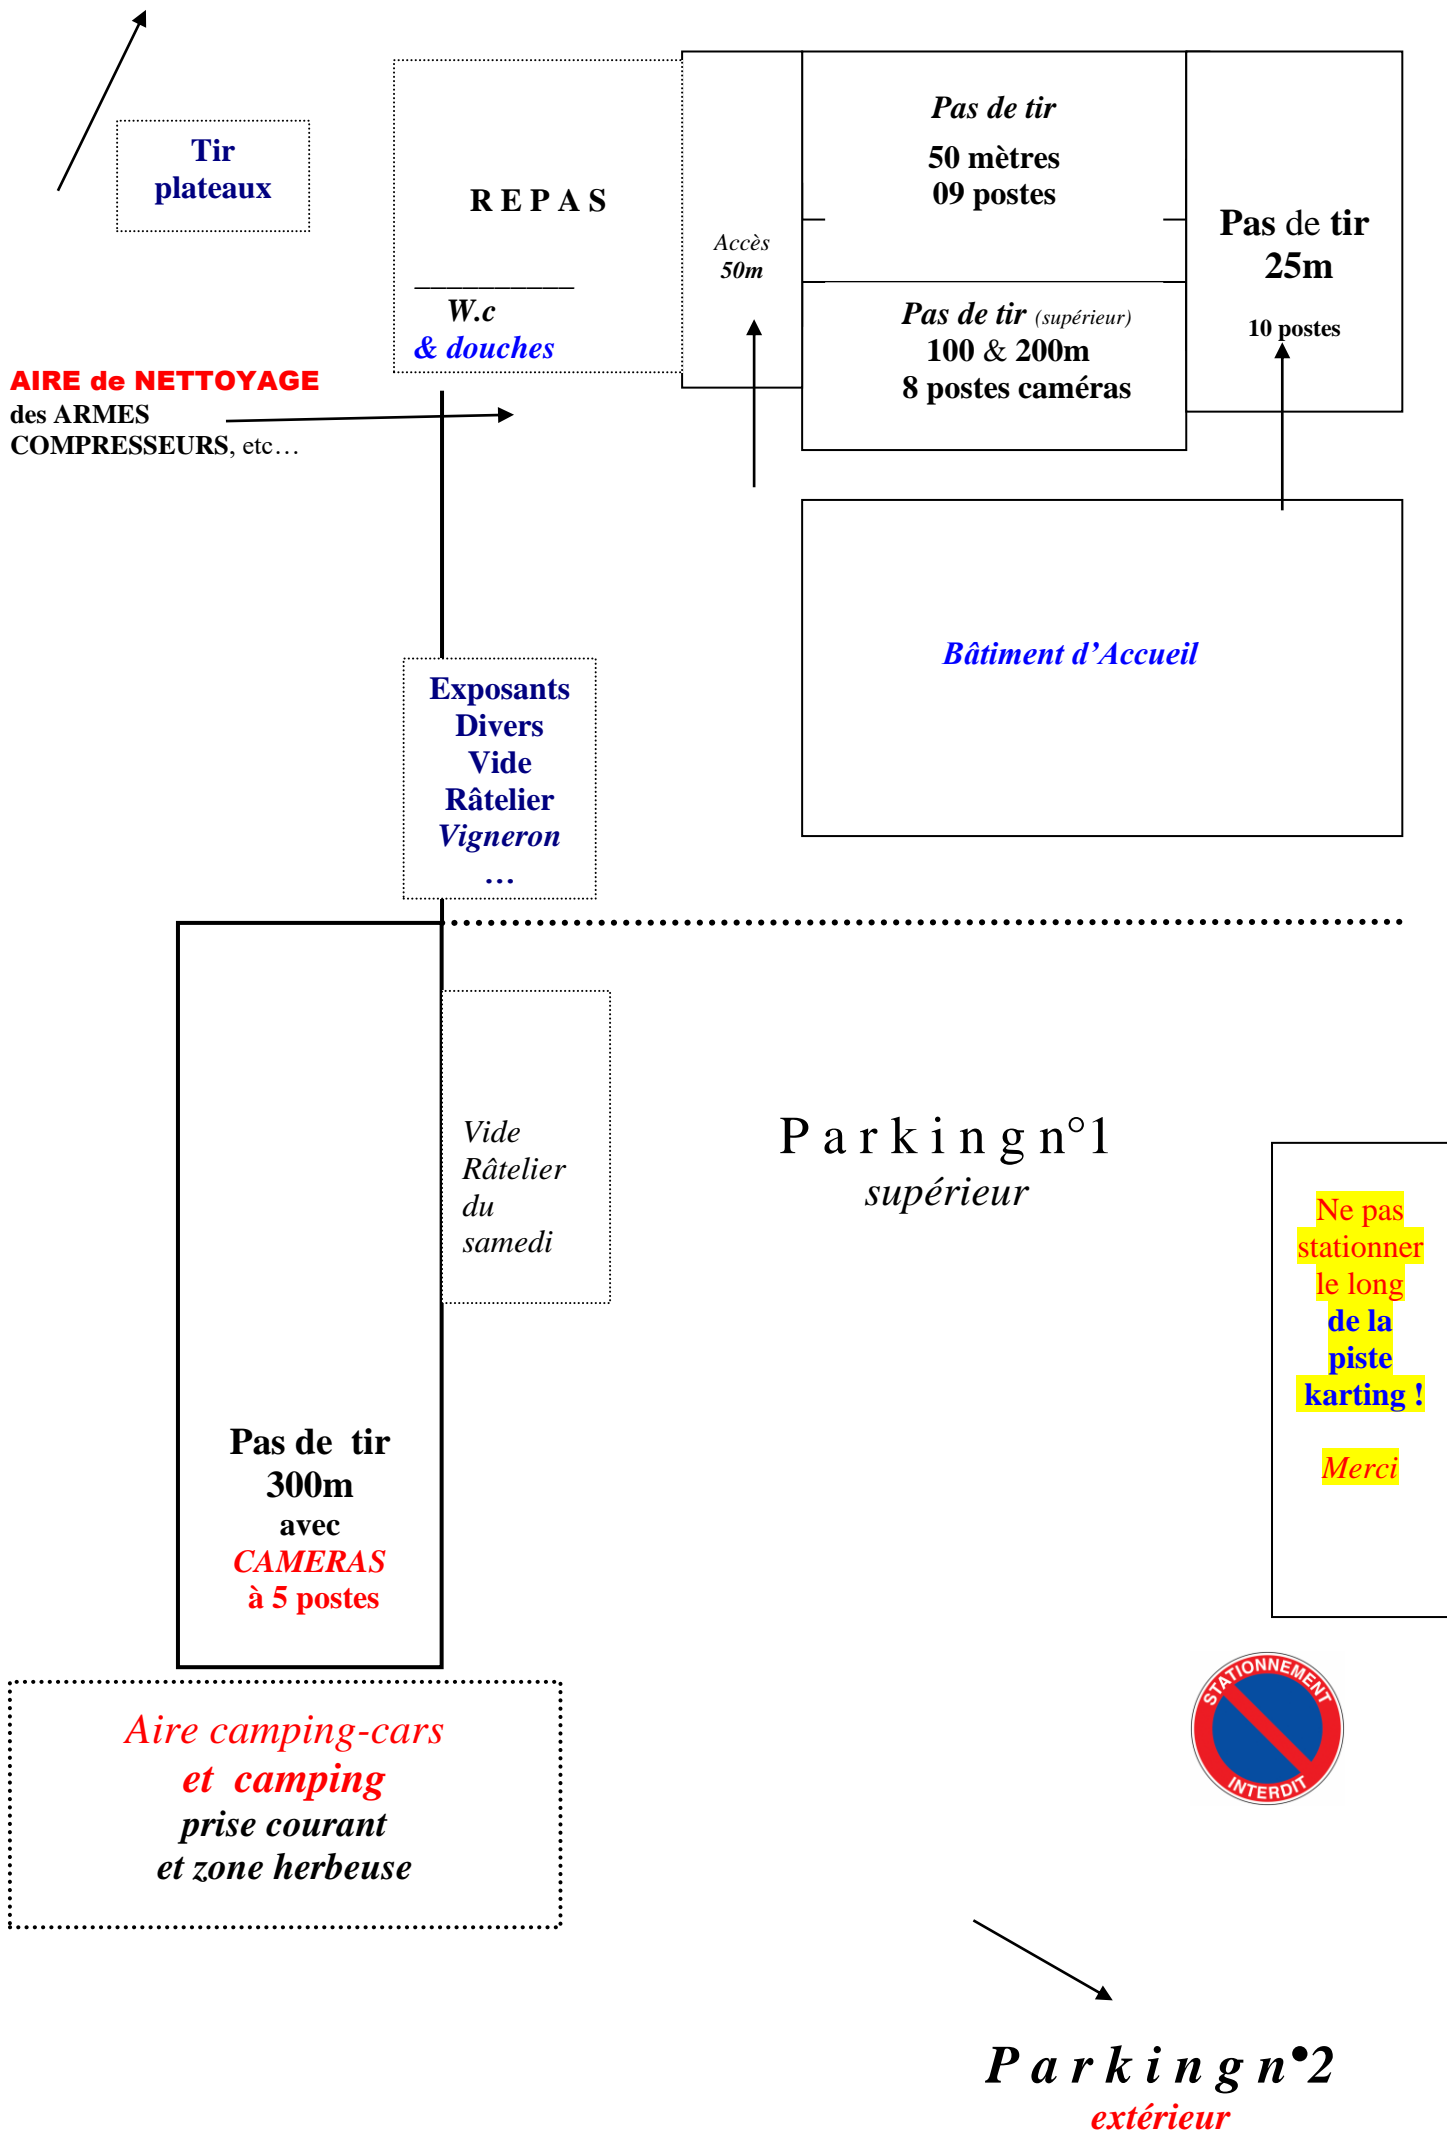 Tir
plateaux
R E P A S
W.c
& douches
Accès
50m
Pas de tir
50 mètres
09 postes
Pas de tir (supérieur)
100 & 200m
8 postes caméras
Pas de tir
25m
10 postes
AIRE de NETTOYAGE
des ARMES
COMPRESSEURS, etc…
Bâtiment d’Accueil
Exposants
Divers
Vide
Râtelier
Vigneron
…
Vide
Râtelier
du
samedi
P a r k i n g n°1
supérieur
Ne pas
stationner
le long
de la
piste
karting !
Merci
Pas de tir
300m
avec
CAMERAS
à 5 postes
STATIONNEMENT
INTERDIT
Aire camping-cars
et camping
prise courant
et zone herbeuse
P a r k i n g n•2
extérieur